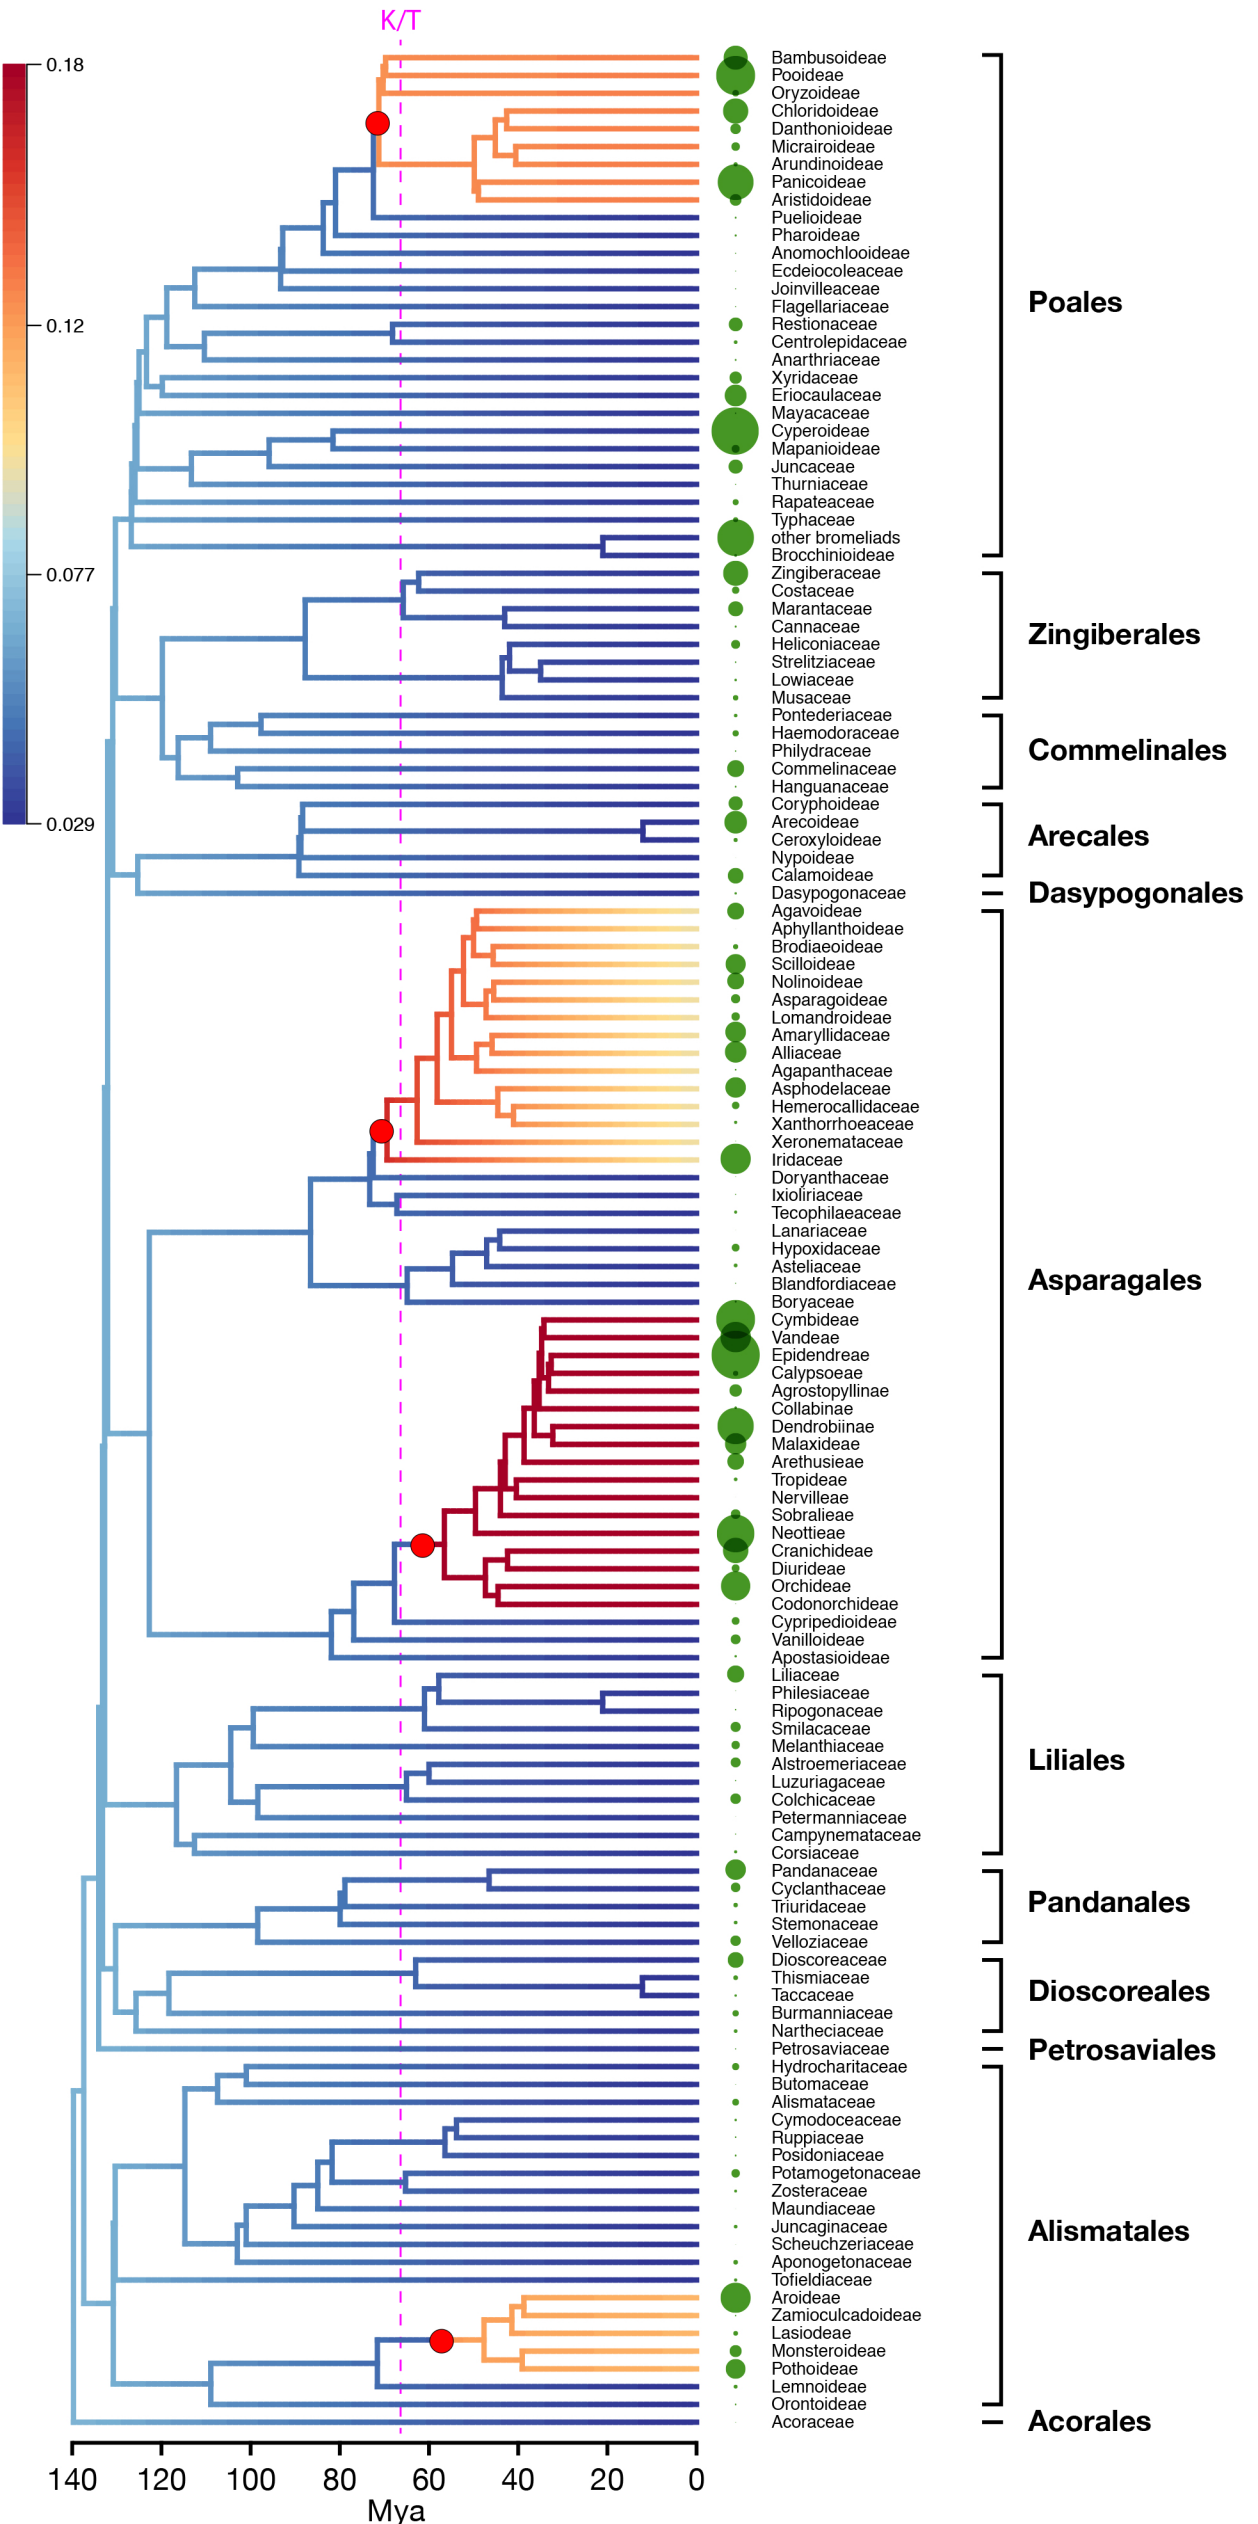 K/T
0.18
0.12
0.077
0.029
Bambusoideae
Pooideae
Oryzoideae
Chloridoideae
Danthonioideae
Micrairoideae
Arundinoideae
Panicoideae
Aristidoideae
Puelioideae
Pharoideae
Anomochlooideae
Ecdeiocoleaceae
Joinvilleaceae
Flagellariaceae
Restionaceae
Centrolepidaceae
Anarthriaceae
Xyridaceae
Eriocaulaceae
Mayacaceae
Cyperoideae
Mapanioideae
Juncaceae
Thurniaceae
Rapateaceae
Typhaceae
other bromeliads
Brocchinioideae
Poales
Zingiberaceae
Costaceae
Marantaceae
Cannaceae
Heliconiaceae
Strelitziaceae
Lowiaceae
Musaceae
Zingiberales
Pontederiaceae
Haemodoraceae
Philydraceae
Commelinaceae
Hanguanaceae
Commelinales
Coryphoideae
Arecoideae
Ceroxyloideae
Nypoideae
Calamoideae
Arecales
Dasypogonaceae
Dasypogonales
Agavoideae
Aphyllanthoideae
Brodiaeoideae
Scilloideae
Nolinoideae
Asparagoideae
Lomandroideae
Amaryllidaceae
Alliaceae
Agapanthaceae
Asphodelaceae
Hemerocallidaceae
Xanthorrhoeaceae
Xeronemataceae
Iridaceae
Doryanthaceae
Ixioliriaceae
Tecophilaeaceae
Lanariaceae
Hypoxidaceae
Asteliaceae
Blandfordiaceae
Boryaceae
Cymbideae
Vandeae
Epidendreae
Calypsoeae
Agrostopyllinae
Collabinae
Dendrobiinae
Malaxideae
Arethusieae
Tropideae
Nervilleae
Sobralieae
Neottieae
Cranichideae
Diurideae
Orchideae
Codonorchideae
Cypripedioideae
Vanilloideae
Apostasioideae
Asparagales
Liliaceae
Philesiaceae
Ripogonaceae
Smilacaceae
Melanthiaceae
Alstroemeriaceae
Luzuriagaceae
Colchicaceae
Petermanniaceae
Campynemataceae
Corsiaceae
Liliales
Pandanaceae
Cyclanthaceae
Triuridaceae
Stemonaceae
Velloziaceae
Pandanales
Dioscoreaceae
Thismiaceae
Taccaceae
Burmanniaceae
Nartheciaceae
Dioscoreales
Petrosaviaceae
Petrosaviales
Hydrocharitaceae
Butomaceae
Alismataceae
Cymodoceaceae
Ruppiaceae
Posidoniaceae
Potamogetonaceae
Zosteraceae
Maundiaceae
Juncaginaceae
Scheuchzeriaceae
Aponogetonaceae
Tofieldiaceae
Aroideae
Zamioculcadoideae
Lasiodeae
Monsteroideae
Pothoideae
Lemnoideae
Orontoideae
Alismatales
Acoraceae
Acorales
140 120 100 80 60 40 20 0
Mya